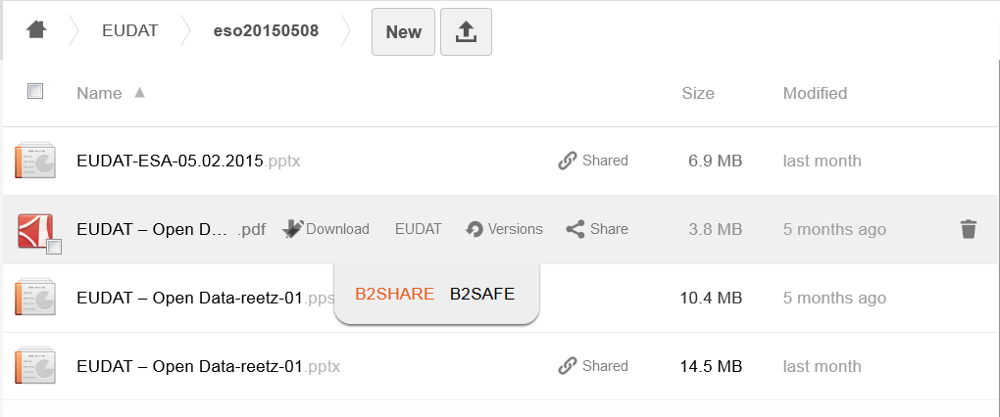 EUDAT eso20150508 New
Name Size Modified
EUDAT-ESA-05.02.2015.pptx Shared 6.9 MB last month
EUDAT – Open D... .pdf Download EUDAT Versions Share 3.8 MB 5 months ago
B2SHARE B2SAFE
EUDAT – Open Data-reetz-01.pps 10.4 MB 5 months ago
EUDAT – Open Data-reetz-01.pptx Shared 14.5 MB last month